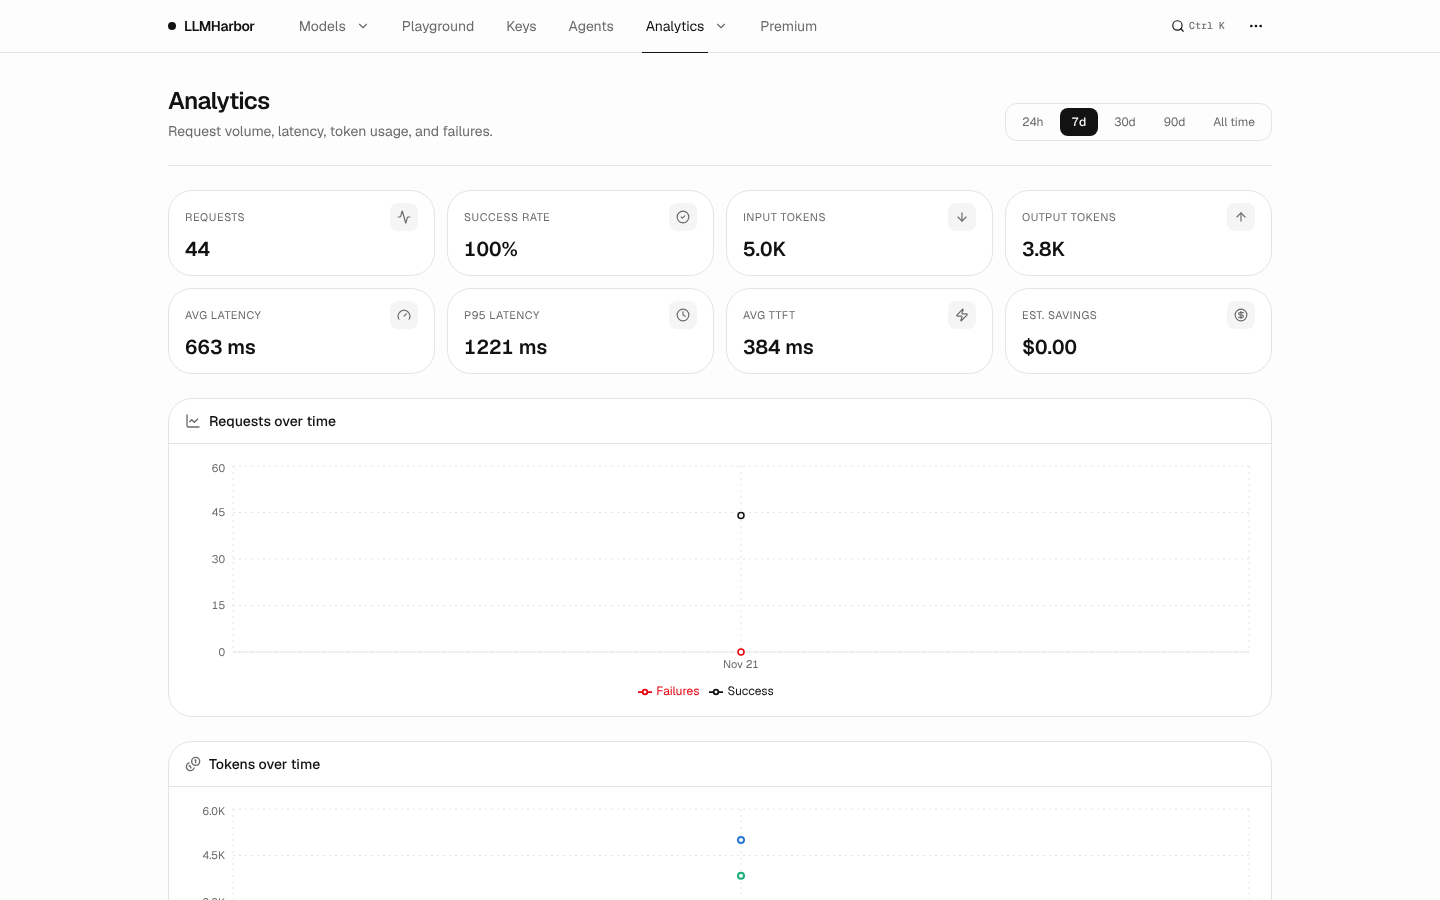 LLMHarbor Models Playground Keys Agents Analytics Premium Ctrl K
Analytics
Request volume, latency, token usage, and failures.
24h 7d 30d 90d All time
REQUESTS
44
SUCCESS RATE
100%
INPUT TOKENS
5.0K
OUTPUT TOKENS
3.8K
AVG LATENCY
663 ms
P95 LATENCY
1221 ms
AVG TTFT
384 ms
EST. SAVINGS
$0.00
Requests over time
60
45
30
15
0
Nov 21
Failures Success
Tokens over time
6.0K
4.5K